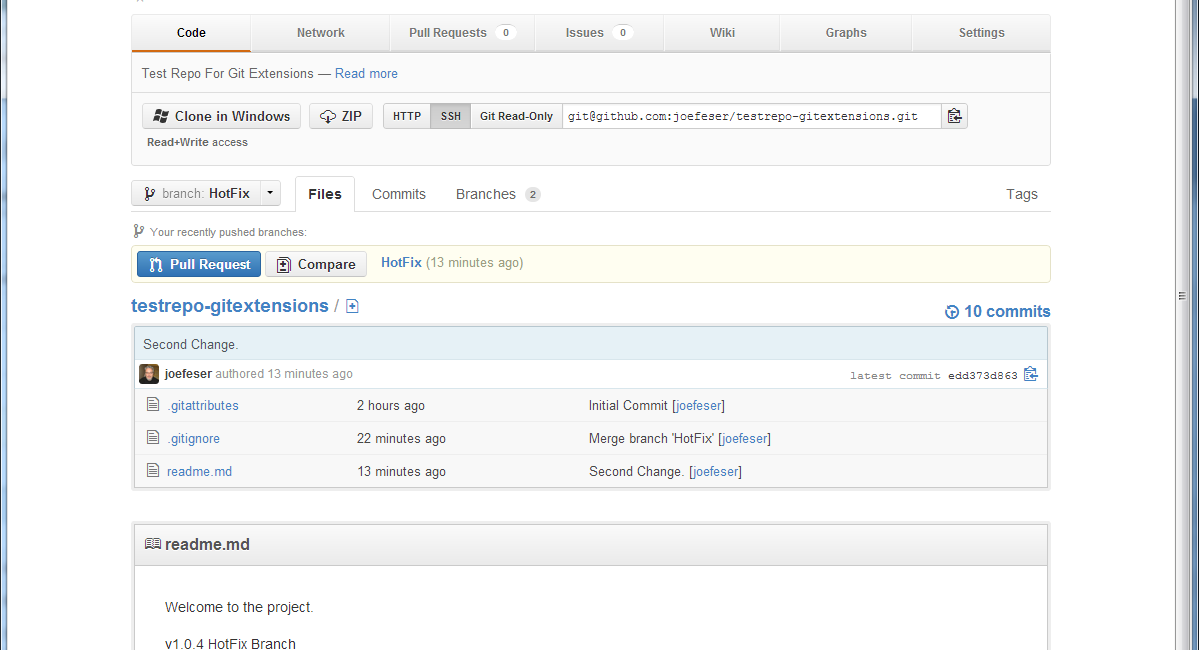 Code Network Pull Requests 0 Issues 0 Wiki Graphs Settings
Test Repo For Git Extensions — Read more
Clone in Windows ZIP HTTP SSH Git Read-Only git@github.com:joefeser/testrepo-gitextensions.git
Read+Write access
branch: HotFix Files Commits Branches 2 Tags
Your recently pushed branches:
Pull Request Compare HotFix (13 minutes ago)
testrepo-gitextensions / 10 commits
Second Change.
joefeser authored 13 minutes ago latest commit edd373d863
.gitattributes 2 hours ago Initial Commit [joefeser]
.gitignore 22 minutes ago Merge branch 'HotFix' [joefeser]
readme.md 13 minutes ago Second Change. [joefeser]
readme.md
Welcome to the project.
v1.0.4 HotFix Branch